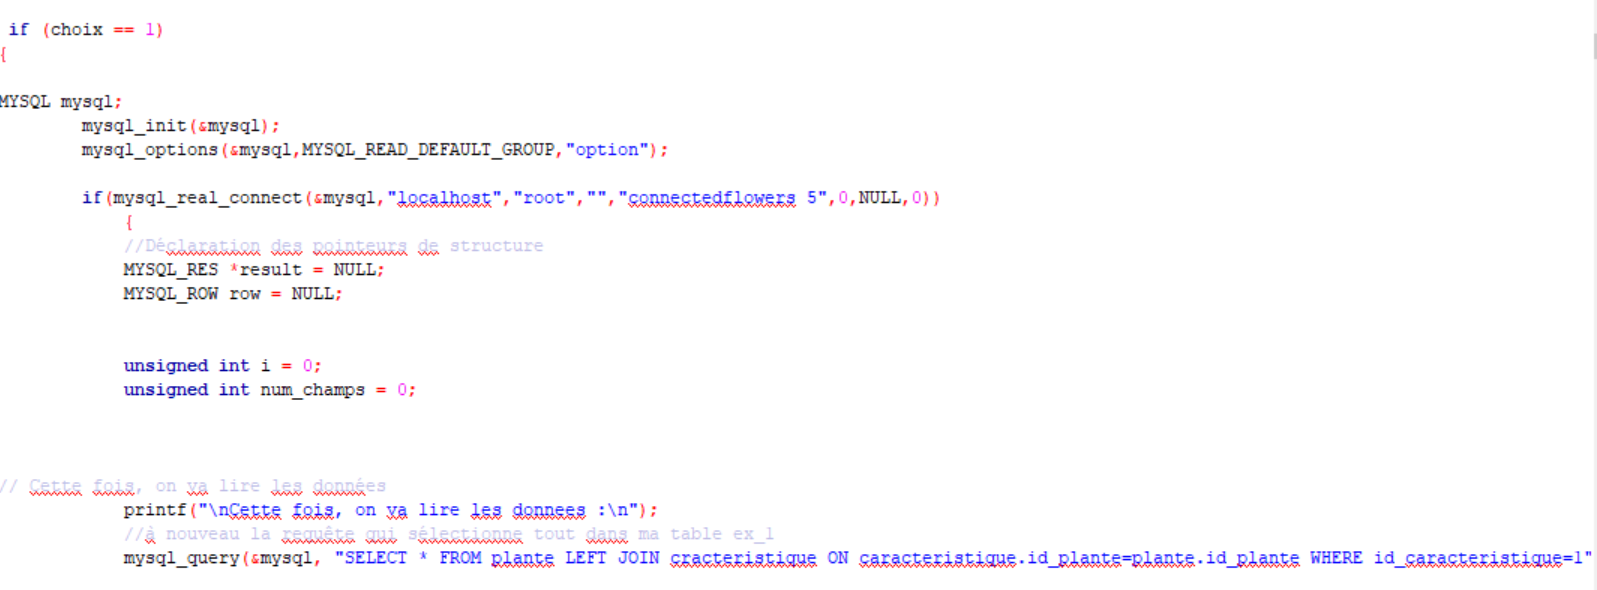 if (choix == 1)
{
MYSQL mysql;
mysql_init(&mysql);
mysql_options(&mysql,MYSQL_READ_DEFAULT_GROUP,"option");
if(mysql_real_connect(&mysql,"localhost","root","","connectedflowers 5",0,NULL,0))
{
//Déclaration des pointeurs de structure
MYSQL_RES *result = NULL;
MYSQL_ROW row = NULL;
unsigned int i = 0;
unsigned int num_champs = 0;
// Cette fois, on va lire les données
printf("\nCette fois, on va lire les donnees :\n");
//à nouveau la requête qui sélectionne tout dans ma table ex_1
mysql_query(&mysql, "SELECT * FROM plante LEFT JOIN cracteristique ON caracteristique.id_plante=plante.id_plante WHERE id_caracteristique=1"